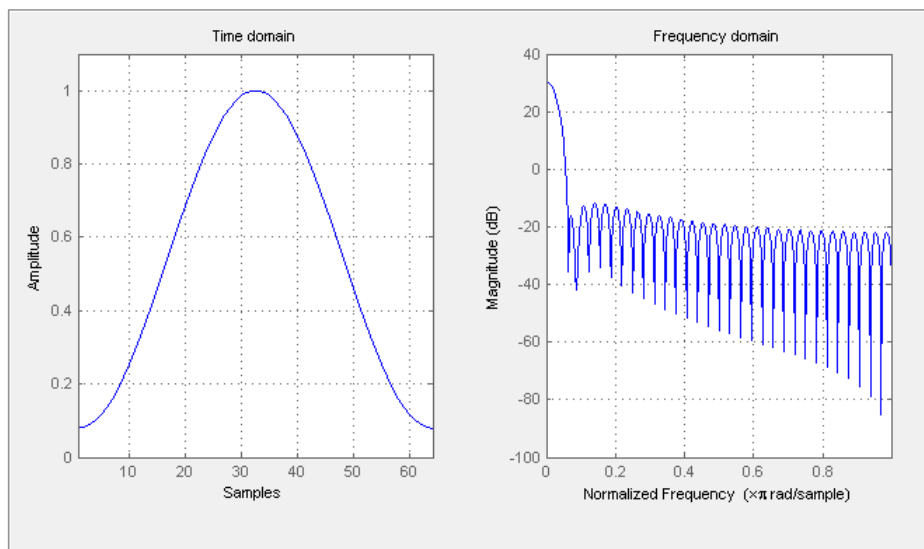 Time domain
1
0.8
0.6
0.4
0.2
0
10 20 30 40 50 60
Amplitude
Samples
Frequency domain
40
20
0
-20
-40
-60
-80
-100
0 0.2 0.4 0.6 0.8
Magnitude (dB)
Normalized Frequency (×π rad/sample)